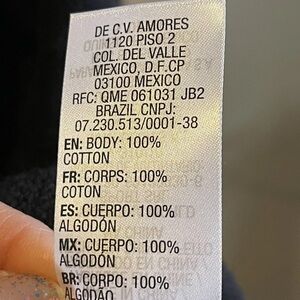 DE C.V. AMORES
1120 PISO 2
COL. DEL VALLE
MEXICO, D.F.CP
03100 MEXICO
RFC: QME 061031 JB2
BRAZIL CNPJ:
07.230.513/0001-38
EN: BODY: 100%
COTTON
FR: CORPS: 100%
COTON
ES: CUERPO: 100%
ALGODÓN
MX: CUERPO: 100%
ALGODÓN
BR: CORPO: 100%
ALGODÃO